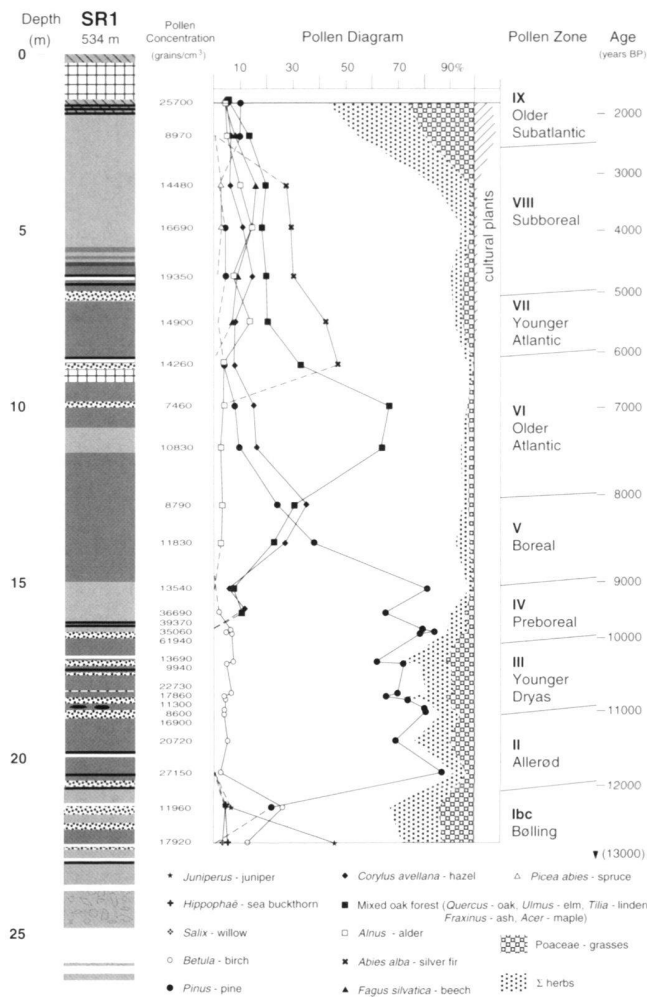 Depth
(m)
SR1
534 m
Pollen
Concentration
(grains/cm³)
Pollen Diagram
Pollen Zone
Age
(years BP)
10 30 50 70 90%
0
5
10
15
20
25
25700
8970
14480
16690
19350
14900
14260
7460
10830
8790
11830
13540
36690
39370
35060
61940
13690
9940
22730
17860
11300
8600
16900
20720
27150
11960
17920
cultural plants
IX
Older
Subatlantic
VIII
Subboreal
VII
Younger
Atlantic
VI
Older
Atlantic
V
Boreal
IV
Preboreal
III
Younger
Dryas
II
Allerød
Ibc
Bølling
2000
3000
4000
5000
6000
7000
8000
9000
10000
11000
12000
(13000)
Juniperus - juniper
Hippophaé - sea buckthorn
Salix - willow
Betula - birch
Pinus - pine
Corylus avellana - hazel
Mixed oak forest (Quercus - oak, Ulmus - elm, Tilia - linden
Fraxinus - ash, Acer - maple)
Alnus - alder
Abies alba - silver fir
Fagus silvatica - beech
Picea abies - spruce
Poaceae - grasses
Σ herbs